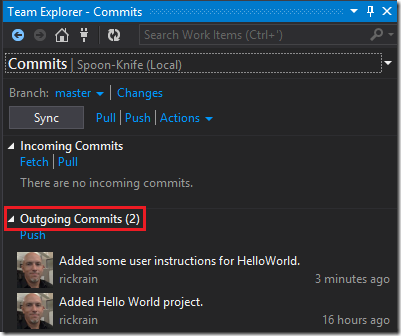 Team Explorer - Commits
Search Work Items (Ctrl+')
Commits | Spoon-Knife (Local)
Branch: master | Changes
Sync Pull | Push | Actions
Incoming Commits
Fetch | Pull
There are no incoming commits.
Outgoing Commits (2)
Push
Added some user instructions for HelloWorld.
rickrain 3 minutes ago
Added Hello World project.
rickrain 16 hours ago